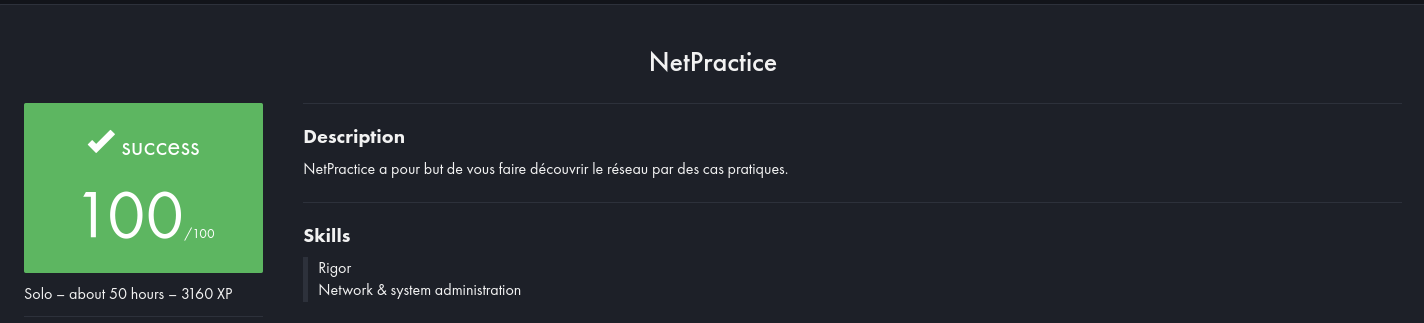 NetPractice
success
100/100
Solo – about 50 hours – 3160 XP
Description
NetPractice a pour but de vous faire découvrir le réseau par des cas pratiques.
Skills
Rigor
Network & system administration